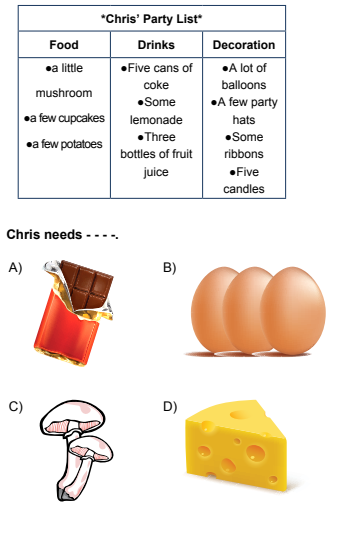 *Chris' Party List*
Food Drinks Decoration
●a little
mushroom
●a few cupcakes
●a few potatoes
●Five cans of
coke
●Some
lemonade
●Three
bottles of fruit
juice
●A lot of
balloons
●A few party
hats
●Some
ribbons
●Five
candles
Chris needs - - - -.
A)
B)
C)
D)